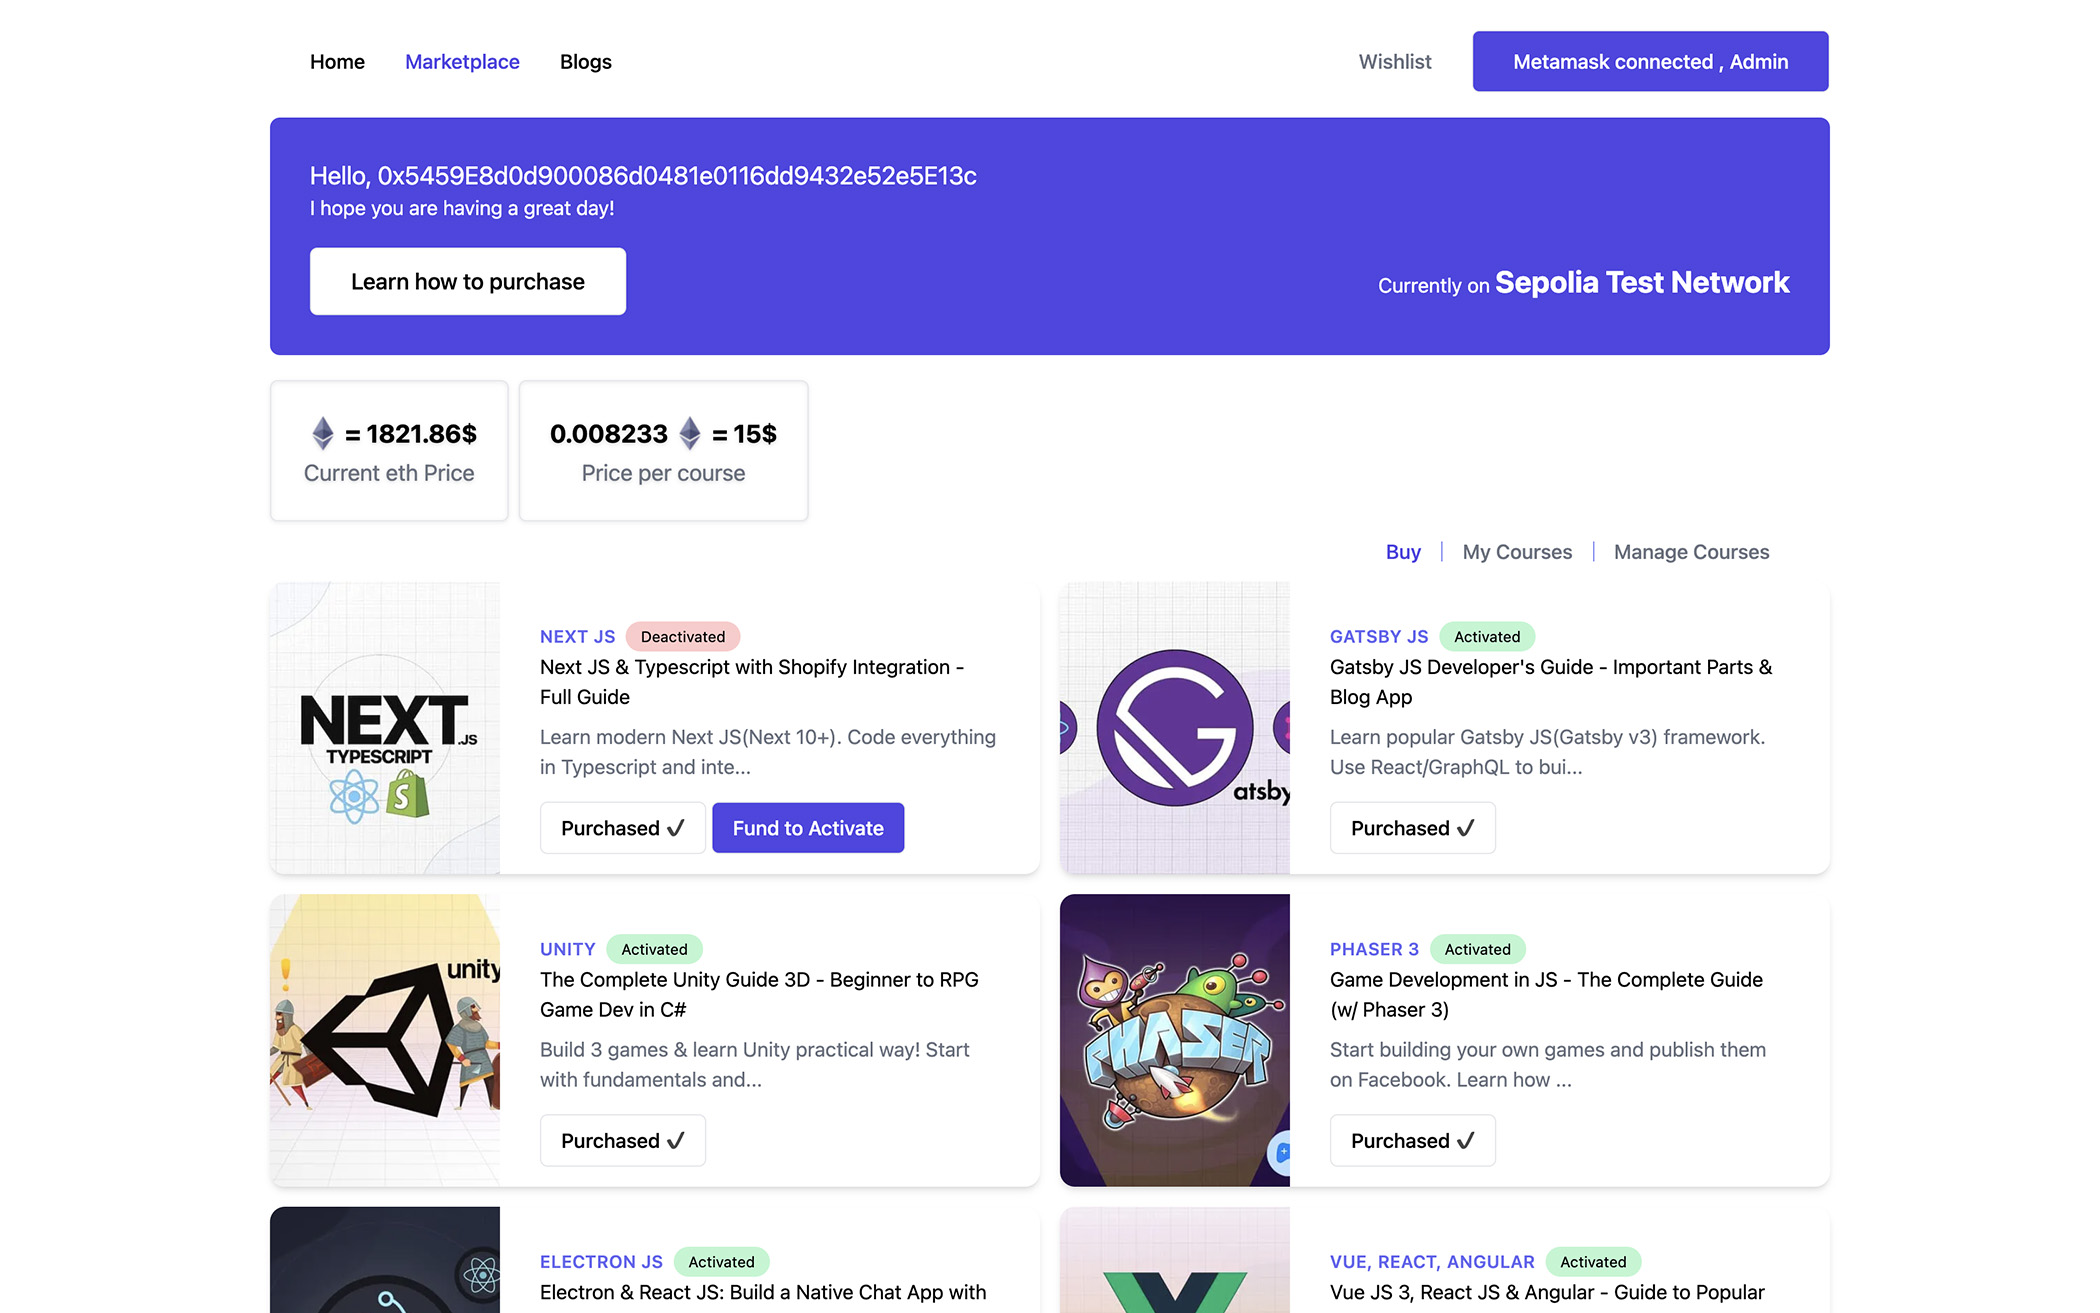 Home
Marketplace
Blogs
Wishlist
Metamask connected , Admin
Hello, 0x5459E8d0d900086d0481e0116dd9432e52e5E13c
I hope you are having a great day!
Learn how to purchase
Currently on Sepolia Test Network
= 1821.86$
Current eth Price
0.008233 = 15$
Price per course
Buy | My Courses | Manage Courses
NEXT.JS
TYPESCRIPT
NEXT JS Deactivated
Next JS & Typescript with Shopify Integration -
Full Guide
Learn modern Next JS(Next 10+). Code everything
in Typescript and inte...
Purchased ✓
Fund to Activate
atsby
GATSBY JS Activated
Gatsby JS Developer's Guide - Important Parts &
Blog App
Learn popular Gatsby JS(Gatsby v3) framework.
Use React/GraphQL to bui...
Purchased ✓
unity
UNITY Activated
The Complete Unity Guide 3D - Beginner to RPG
Game Dev in C#
Build 3 games & learn Unity practical way! Start
with fundamentals and...
Purchased ✓
PHASER
PHASER 3 Activated
Game Development in JS - The Complete Guide
(w/ Phaser 3)
Start building your own games and publish them
on Facebook. Learn how ...
Purchased ✓
ELECTRON JS Activated
Electron & React JS: Build a Native Chat App with
VUE, REACT, ANGULAR Activated
Vue JS 3, React JS & Angular - Guide to Popular